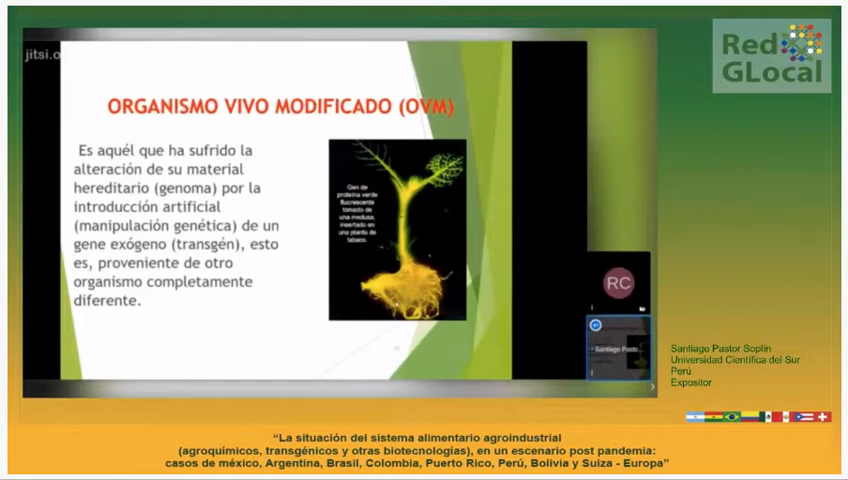 jitsi.o
Red
GLocal
ORGANISMO VIVO MODIFICADO (OVM)
Es aquél que ha sufrido la
alteración de su material
hereditario (genoma) por la
introducción artificial
(manipulación genética) de un
gene exógeno (transgén), esto
es, proveniente de otro
organismo completamente
diferente.
Gen de
proteína verde
fluorescente
tomado de
una medusa,
insertado en
una planta de
tabaco.
RC
Santiago Pasto...
Santiago Pastor Soplín
Universidad Científica del Sur
Perú
Expositor
“La situación del sistema alimentario agroindustrial
(agroquímicos, transgénicos y otras biotecnologías), en un escenario post pandemia:
casos de méxico, Argentina, Brasil, Colombia, Puerto Rico, Perú, Bolivia y Suiza - Europa”